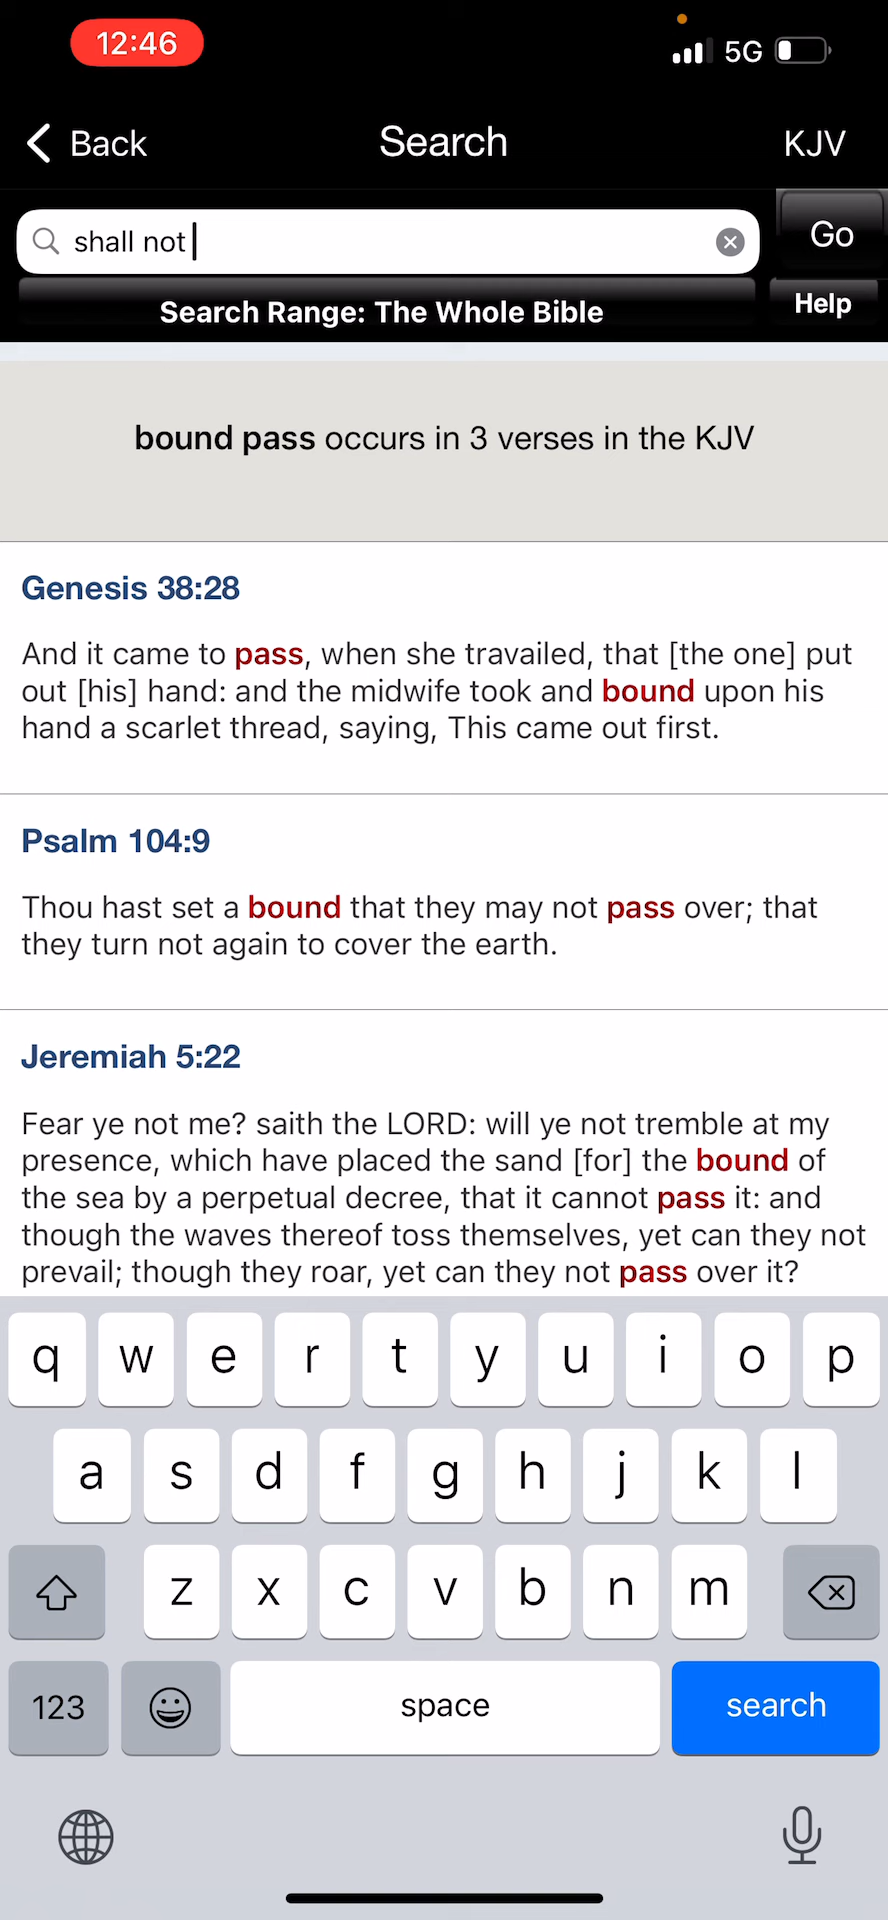 12:46
5G
Back
Search
KJV
shall not
Go
Search Range: The Whole Bible
Help
bound pass occurs in 3 verses in the KJV
Genesis 38:28
And it came to pass, when she travailed, that [the one] put
out [his] hand: and the midwife took and bound upon his
hand a scarlet thread, saying, This came out first.
Psalm 104:9
Thou hast set a bound that they may not pass over; that
they turn not again to cover the earth.
Jeremiah 5:22
Fear ye not me? saith the LORD: will ye not tremble at my
presence, which have placed the sand [for] the bound of
the sea by a perpetual decree, that it cannot pass it: and
though the waves thereof toss themselves, yet can they not
prevail; though they roar, yet can they not pass over it?
q w e r t y u i o p
a s d f g h j k l
z x c v b n m
123
space
search